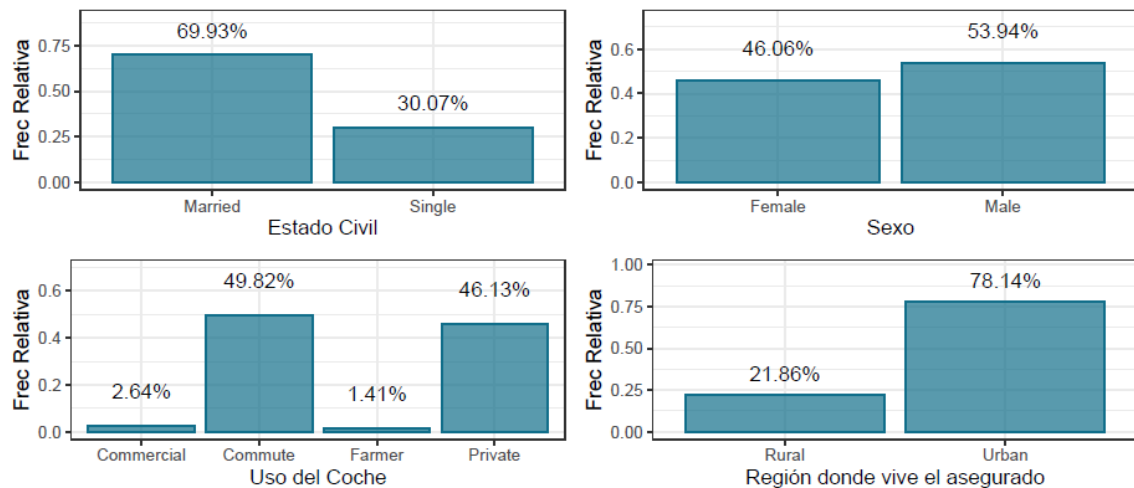 69.93%
30.07%
0.75
0.50
0.25
0.00
Frec Relativa
Married Single
Estado Civil
46.06%
53.94%
0.6
0.4
0.2
0.0
Frec Relativa
Female Male
Sexo
2.64%
49.82%
1.41%
46.13%
0.6
0.4
0.2
0.0
Frec Relativa
Commercial Commute Farmer Private
Uso del Coche
21.86%
78.14%
1.00
0.75
0.50
0.25
0.00
Frec Relativa
Rural Urban
Región donde vive el asegurado